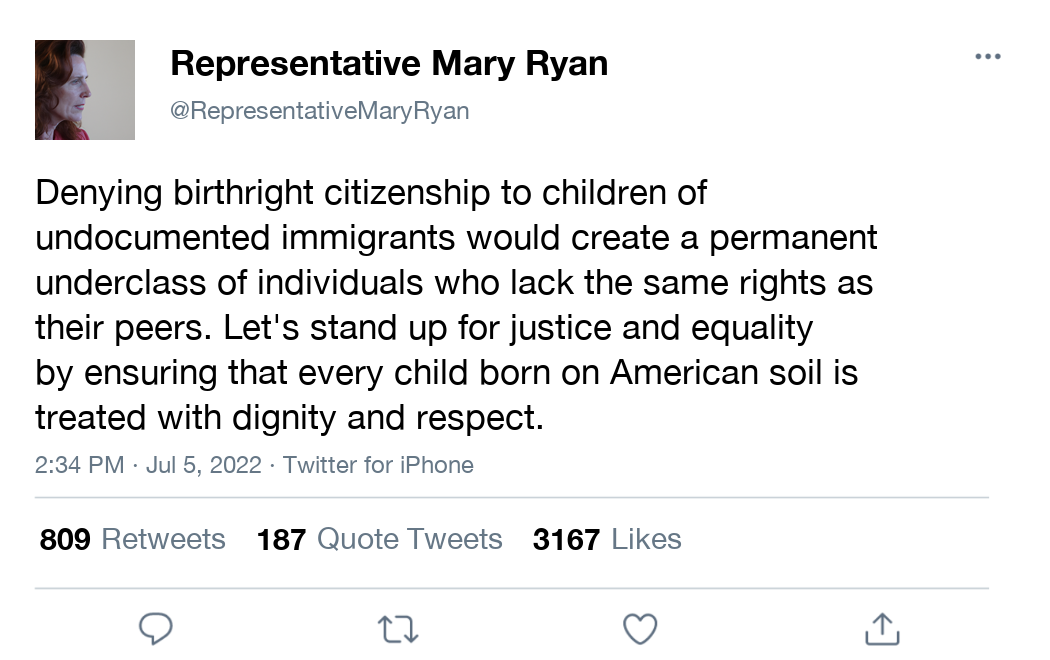 Representative Mary Ryan
@RepresentativeMaryRyan
Denying birthright citizenship to children of
undocumented immigrants would create a permanent
underclass of individuals who lack the same rights as
their peers. Let's stand up for justice and equality
by ensuring that every child born on American soil is
treated with dignity and respect.
2:34 PM · Jul 5, 2022 · Twitter for iPhone
809 Retweets 187 Quote Tweets 3167 Likes